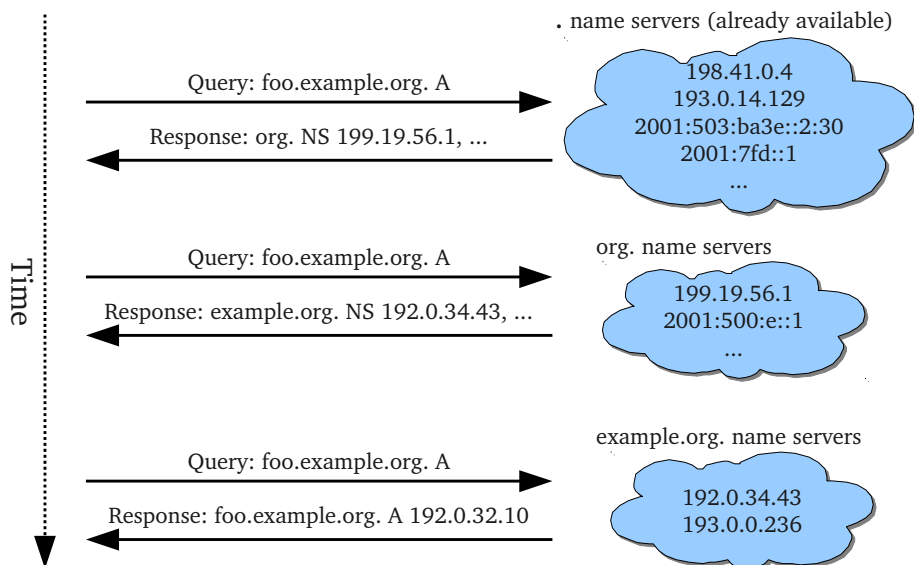 . name servers (already available)
Query: foo.example.org. A
Response: org. NS 199.19.56.1, ...
198.41.0.4
193.0.14.129
2001:503:ba3e::2:30
2001:7fd::1
...
Time
org. name servers
Query: foo.example.org. A
Response: example.org. NS 192.0.34.43, ...
199.19.56.1
2001:500:e::1
...
example.org. name servers
Query: foo.example.org. A
Response: foo.example.org. A 192.0.32.10
192.0.34.43
193.0.0.236